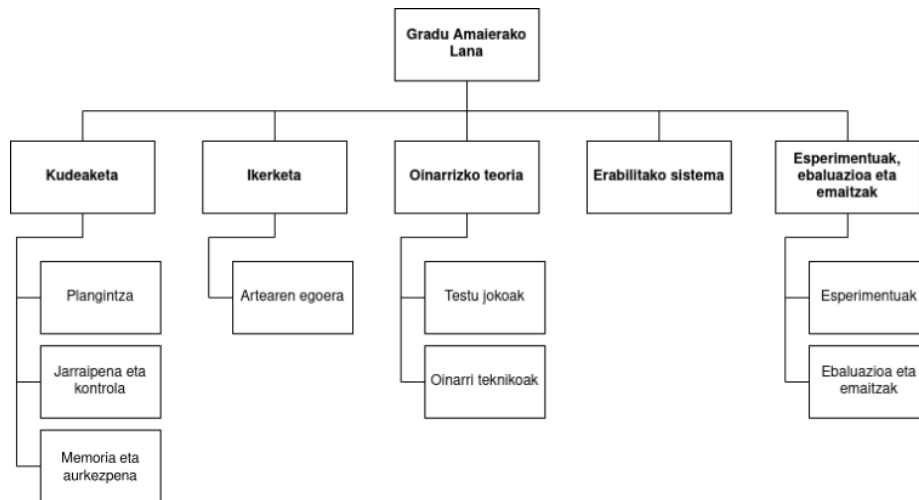 Gradu Amaierako
Lana
Kudeaketa
Ikerketa
Oinarrizko teoria
Erabilitako sistema
Esperimentuak,
ebaluazioa eta
emaitzak
Plangintza
Artearen egoera
Testu jokoak
Esperimentuak
Jarraipena eta
kontrola
Oinarri teknikoak
Ebaluazioa eta
emaitzak
Memoria eta
aurkezpena